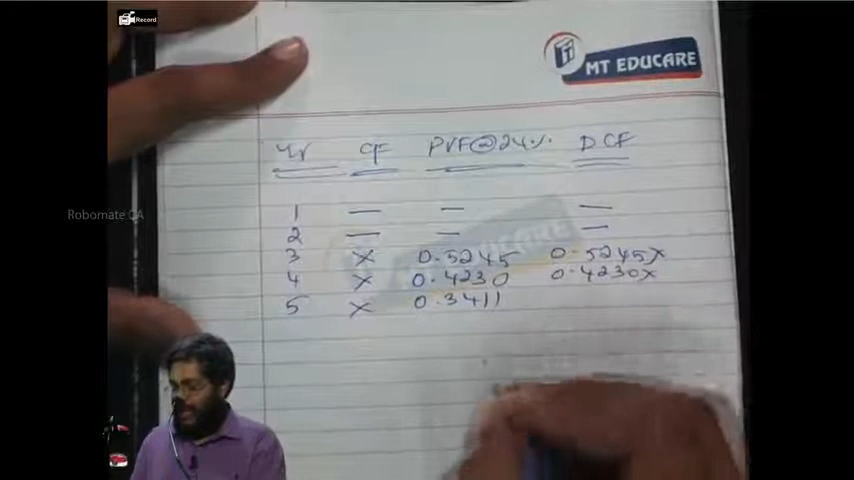 Record
MT EDUCARE
Yr CF PVF@24% DCF
Robomate CA
1 — — —
2 — — —
3 x 0.5245 0.5245x
4 x 0.4230 0.4230x
5 x 0.3411